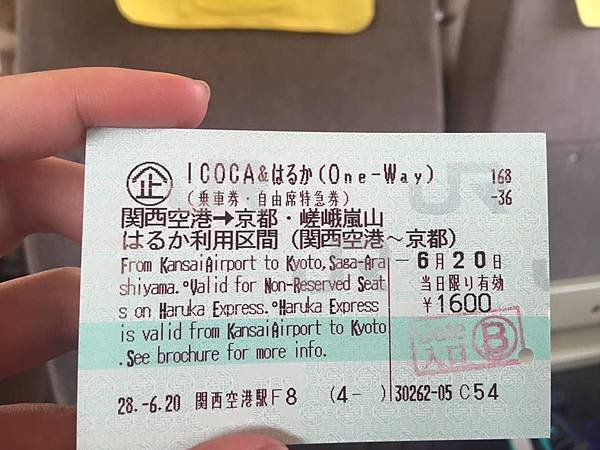 企 ICOCA&はるか(One-Way) 168
(乗車券・自由席特急券) -36
関西空港→京都・嵯峨嵐山
はるか利用区間 (関西空港~京都)
From KansaiAirport to Kyoto,Saga-Ara
shiyama.°Valid for Non-Reserved Seat
s on Haruka Express.°Haruka Express
is valid from KansaiAirport to Kyoto
.See brochure for more info.
-6月20日
当日限り有効
¥1600
入口 B
28.-6.20 関西空港駅F8 (4- ) 30262-05 C54